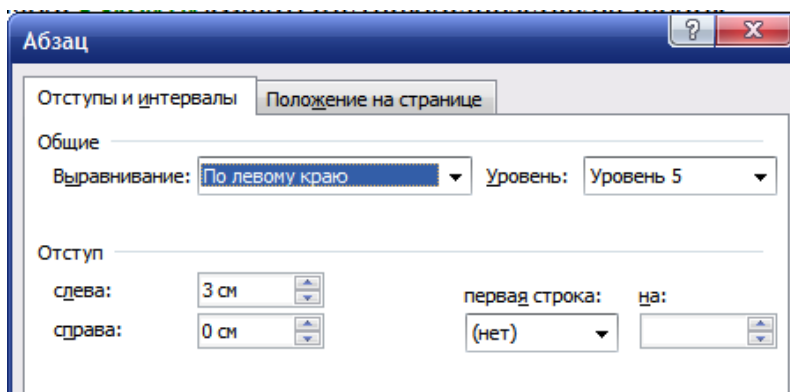 Абзац
Отступы и интервалы Положение на странице
Общие
Выравнивание: По левому краю Уровень: Уровень 5
Отступ
слева: 3 см первая строка: на:
справа: 0 см (нет)